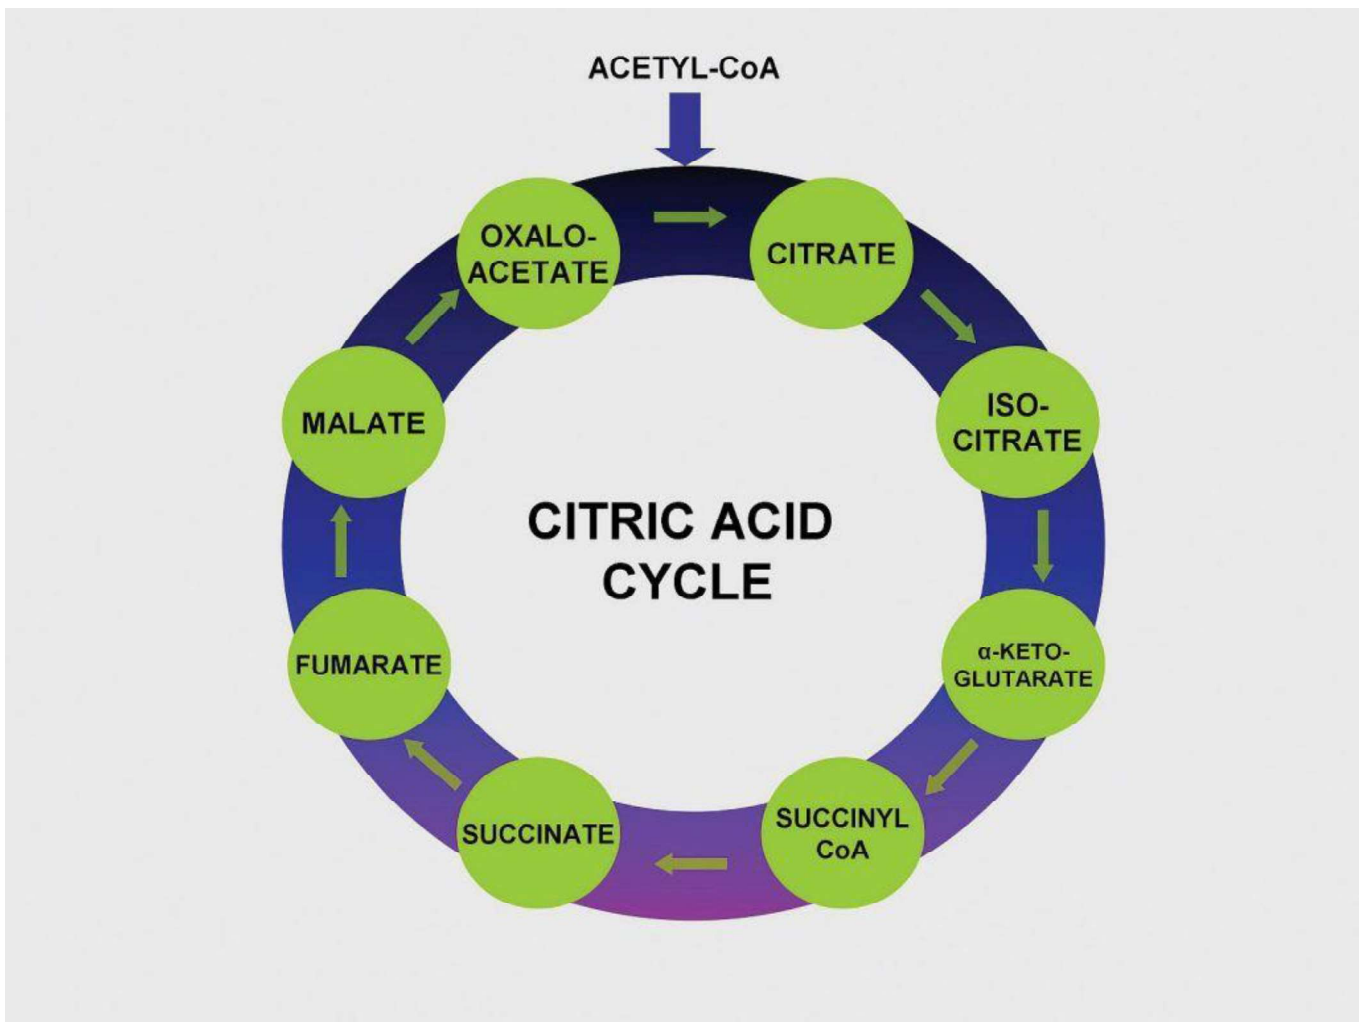 ACETYL-CoA
OXALO-
ACETATE
CITRATE
ISO-
CITRATE
α-KETO-
GLUTARATE
SUCCINYL
CoA
SUCCINATE
FUMARATE
MALATE
CITRIC ACID
CYCLE